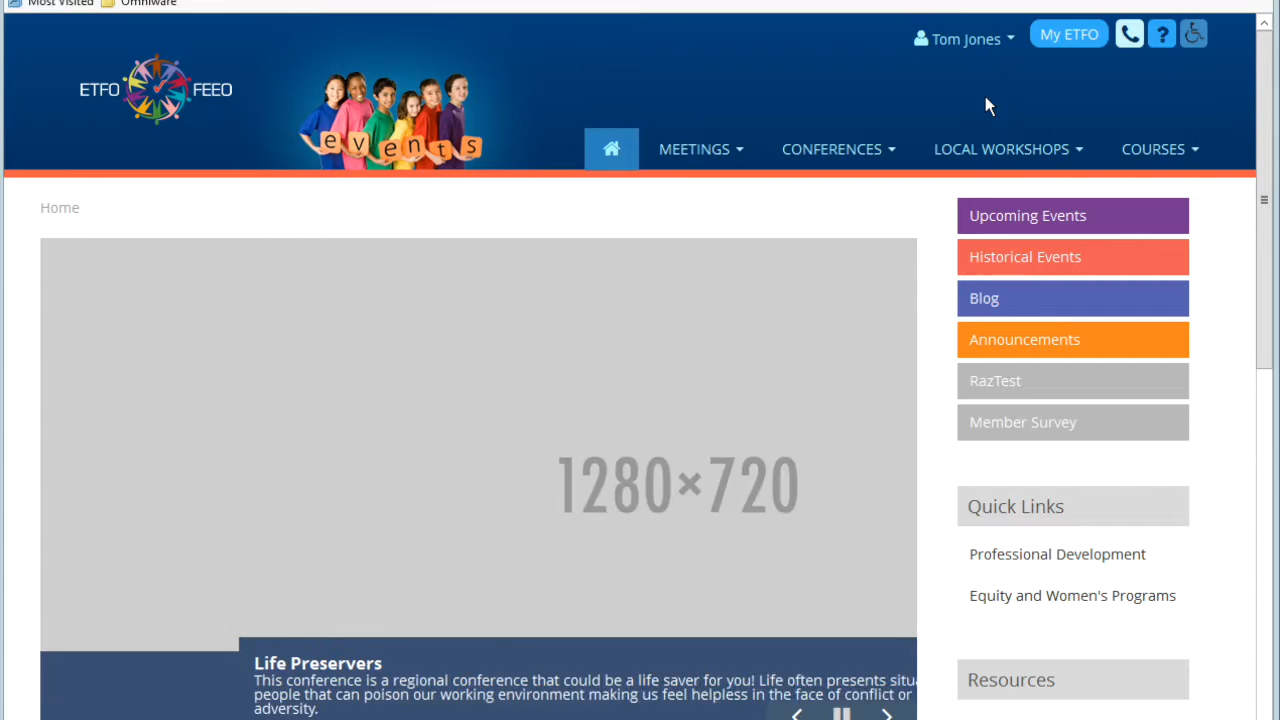 Most Visited Omniware
Tom Jones My ETFO ?
ETFO FEEO
events
MEETINGS CONFERENCES LOCAL WORKSHOPS COURSES
Home
Upcoming Events
Historical Events
Blog
Announcements
RazTest
Member Survey
1280×720
Quick Links
Professional Development
Equity and Women's Programs
Life Preservers
This conference is a regional conference that could be a life saver for you! Life often presents
people that can poison our working environment making us feel helpless in the face of conflict or
adversity.
Resources